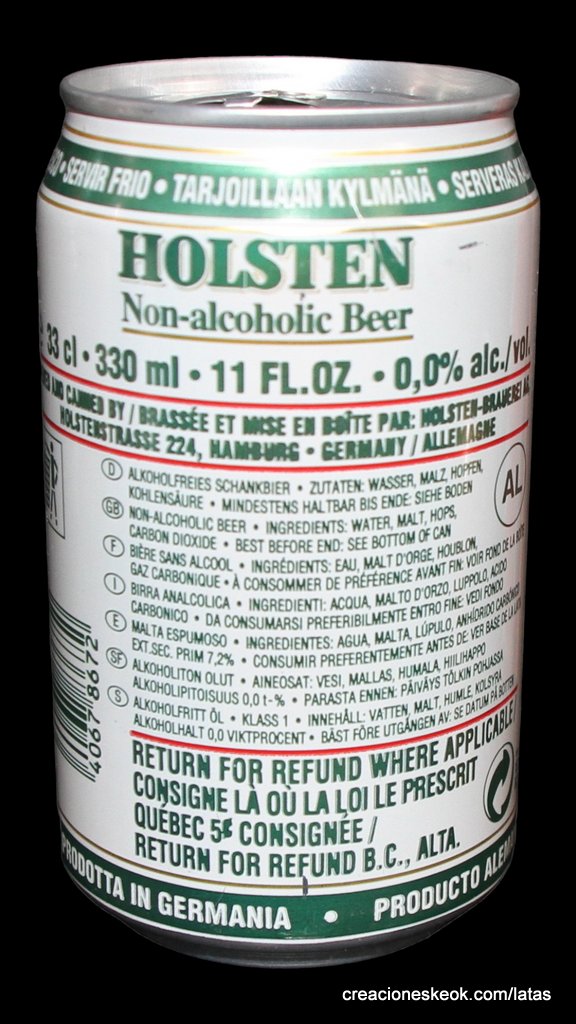 • SERVIR FRIO • TARJOILLAAN KYLMÄNÄ • SERVERAS
HOLSTEN
Non-alcoholic Beer
33 cl • 330 ml • 11 FL.OZ. • 0,0% alc./vol.
AND CANNED BY / BRASSÉE ET MISE EN BOÎTE PAR: HOLSTEN-BRAUEREI AG,
HOLSTENSTRASSE 224, HAMBURG • GERMANY / ALLEMAGNE
AL
D ALKOHOLFREIES SCHANKBIER • ZUTATEN: WASSER, MALZ, HOPFEN,
KOHLENSÄURE • MINDESTENS HALTBAR BIS ENDE: SIEHE BODEN
GB NON-ALCOHOLIC BEER • INGREDIENTS: WATER, MALT, HOPS,
CARBON DIOXIDE • BEST BEFORE END: SEE BOTTOM OF CAN
F BIÈRE SANS ALCOOL • INGRÉDIENTS: EAU, MALT D'ORGE, HOUBLON,
GAZ CARBONIQUE • À CONSOMMER DE PRÉFÉRENCE AVANT FIN: VOIR FOND DE LA BOÎTE
I BIRRA ANALCOLICA • INGREDIENTI: ACQUA, MALTO D'ORZO, LUPPOLO, ACIDO
CARBONICO • DA CONSUMARSI PREFERIBILMENTE ENTRO FINE: VEDI FONDO
E MALTA ESPUMOSO • INGREDIENTES: AGUA, MALTA, LÚPULO, ANHÍDRIDO CARBÓNICO,
EXT.SEC. PRIM 7,2% • CONSUMIR PREFERENTEMENTE ANTES DE: VER BASE DE LA LATA
SF ALKOHOLITON OLUT • AINEOSAT: VESI, MALLAS, HUMALA, HIILIHAPPO
ALKOHOLIPITOISUUS 0,0 t-% • PARASTA ENNEN: PÄIVÄYS TÖLKIN POHJASSA
S ALKOHOLFRITT ÖL • KLASS 1 • INNEHÅLL: VATTEN, MALT, HUMLE, KOLSYRA
ALKOHOLHALT 0,0 VIKTPROCENT • BÄST FÖRE UTGÅNGEN AV: SE DATUM PÅ BOTTEN
4067 8672
RETURN FOR REFUND WHERE APPLICABLE/
CONSIGNE LÀ OÙ LA LOI LE PRESCRIT
QUÉBEC 5¢ CONSIGNÉE /
RETURN FOR REFUND B.C., ALTA.
PRODOTTA IN GERMANIA • PRODUCTO
creacioneskeok.com/latas